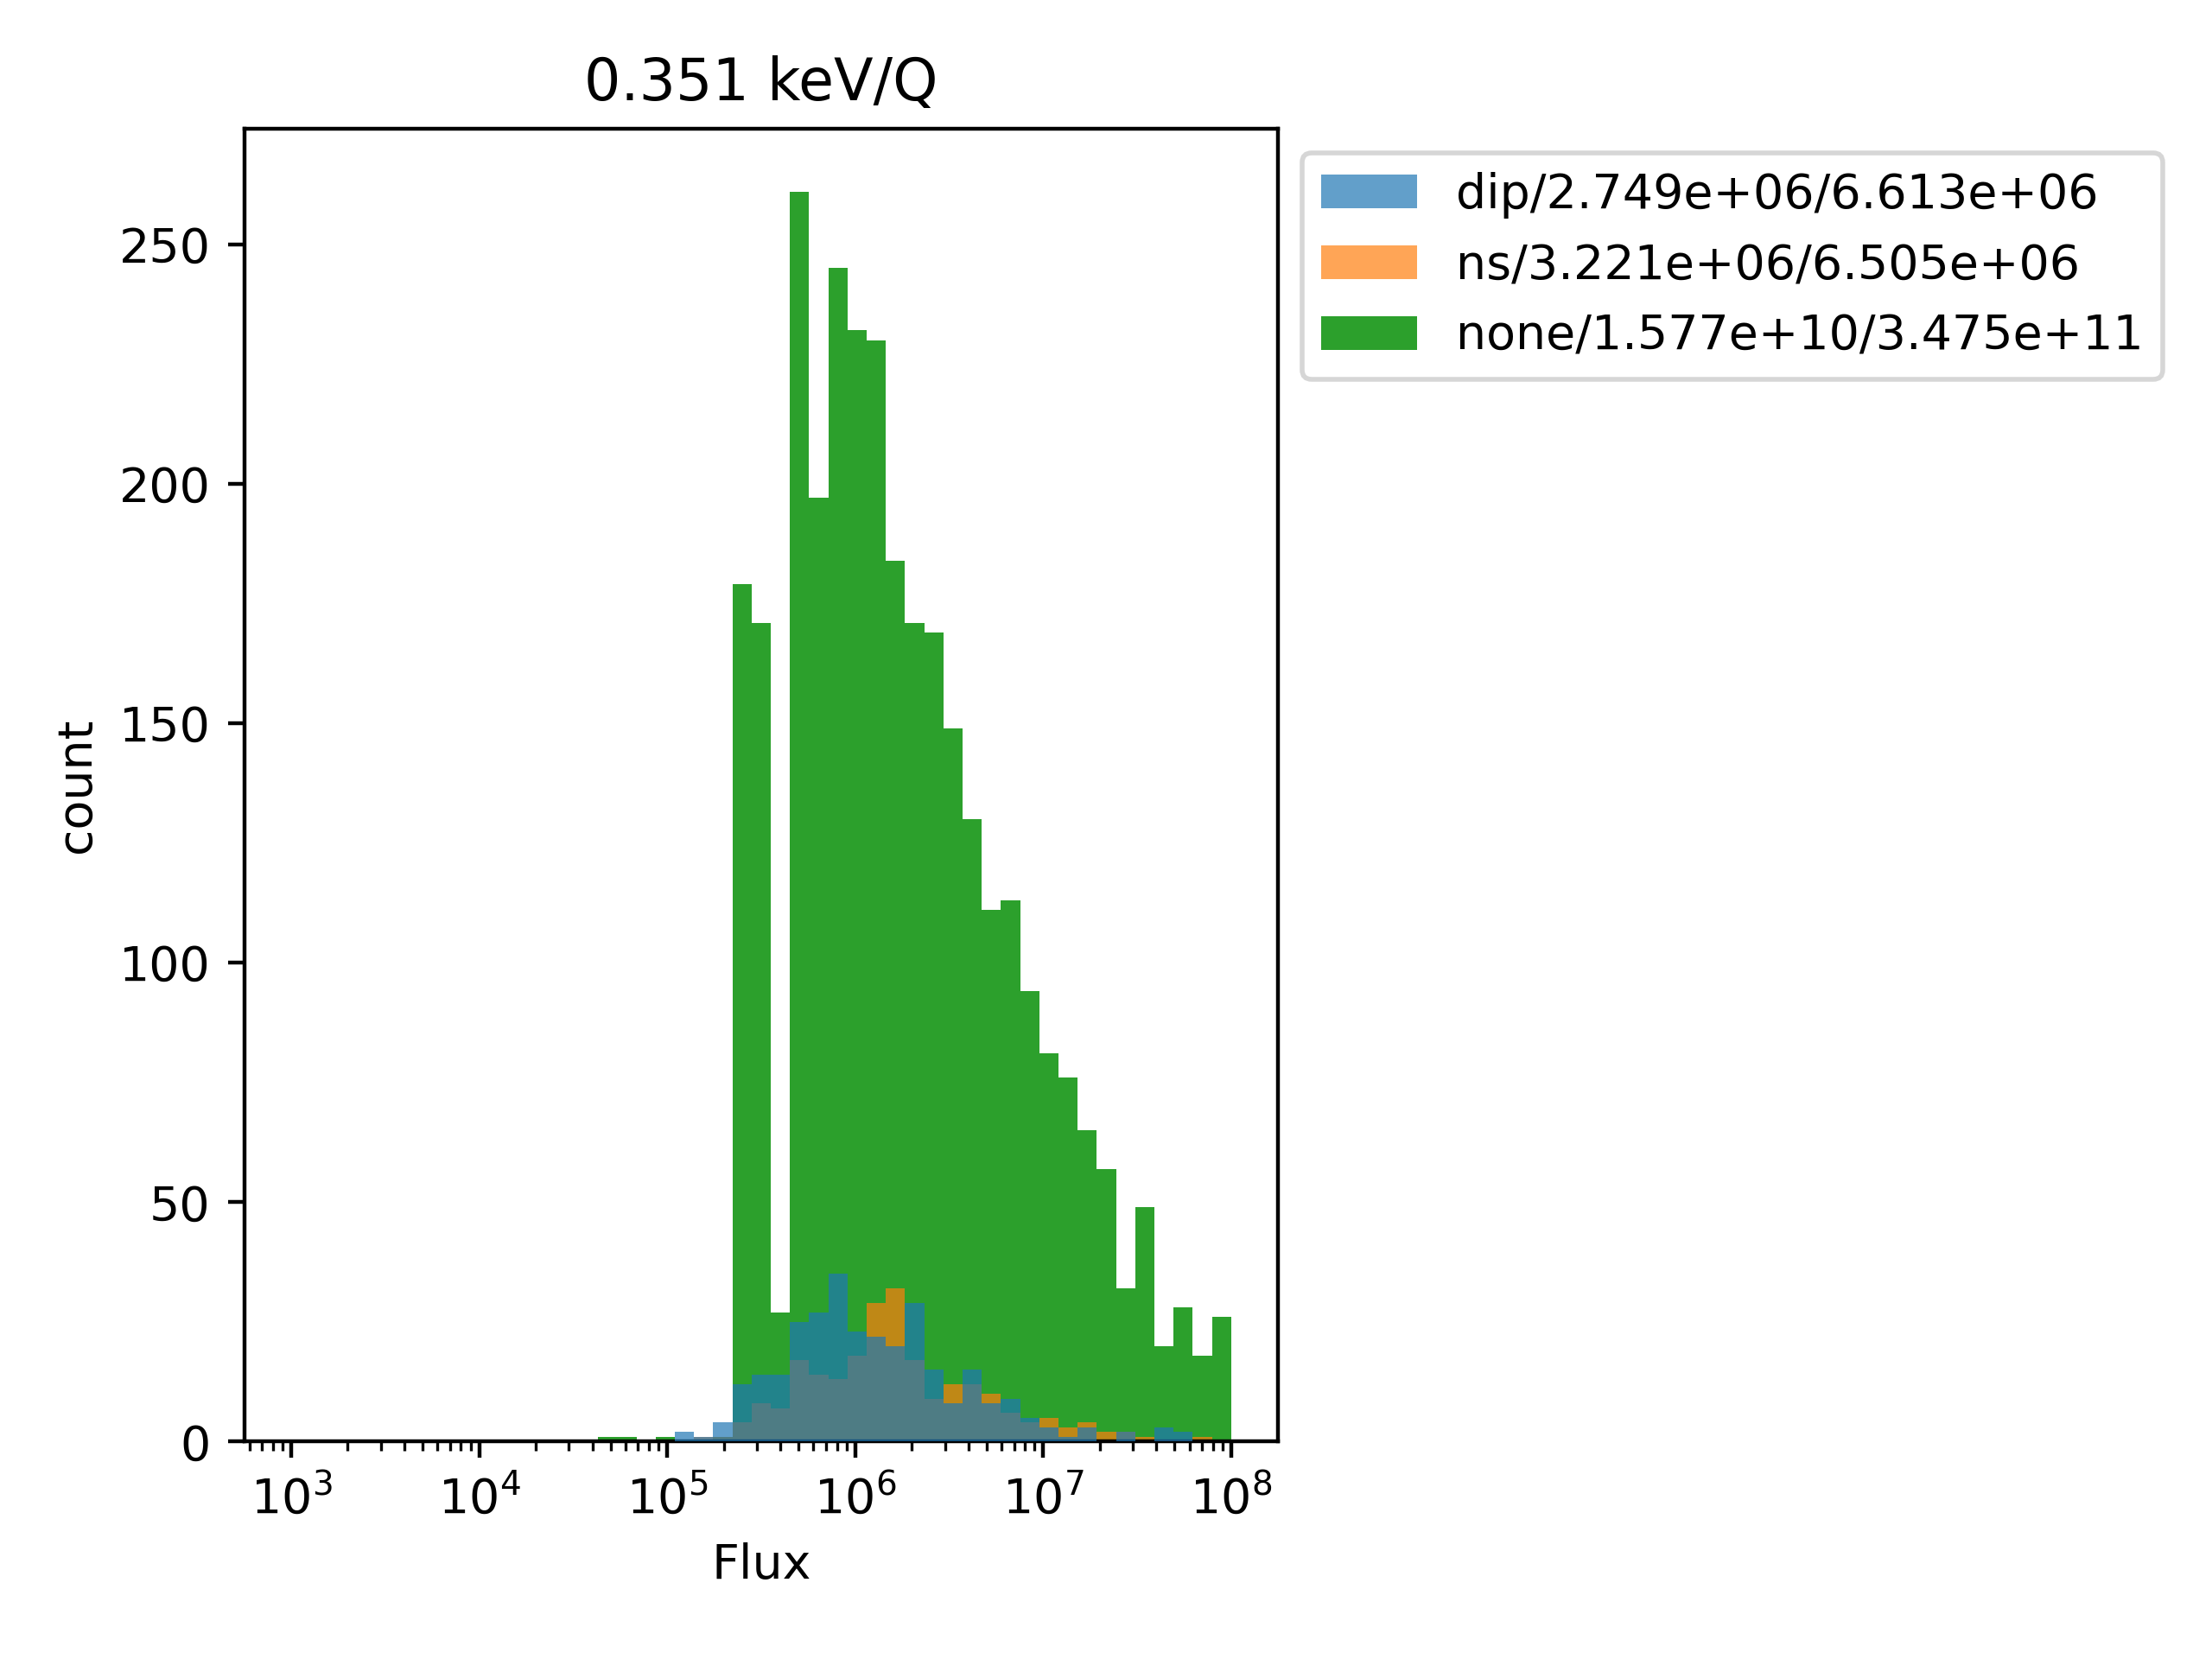 0.351 keV/Q
dip/2.749e+06/6.613e+06
ns/3.221e+06/6.505e+06
none/1.577e+10/3.475e+11
250
200
150
100
50
0
count
10³ 10⁴ 10⁵ 10⁶ 10⁷ 10⁸
Flux